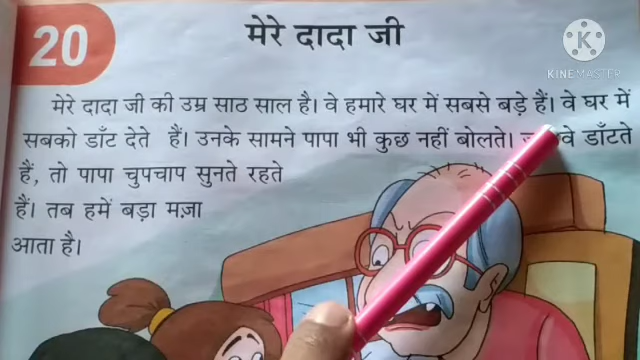 20
मेरे दादा जी
मेरे दादा जी की उम्र साठ साल है। वे हमारे घर में सबसे बड़े हैं। वे घर में
सबको डाँट देते हैं। उनके सामने पापा भी कुछ नहीं बोलते। वे डाँटते
हैं, तो पापा चुपचाप सुनते रहते
हैं। तब हमें बड़ा मज़ा
आता है।
KINEMASTER